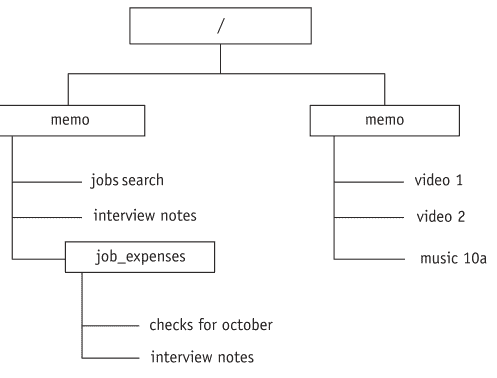 /
memo
memo
jobs search
interview notes
job_expenses
checks for october
interview notes
video 1
video 2
music 10a